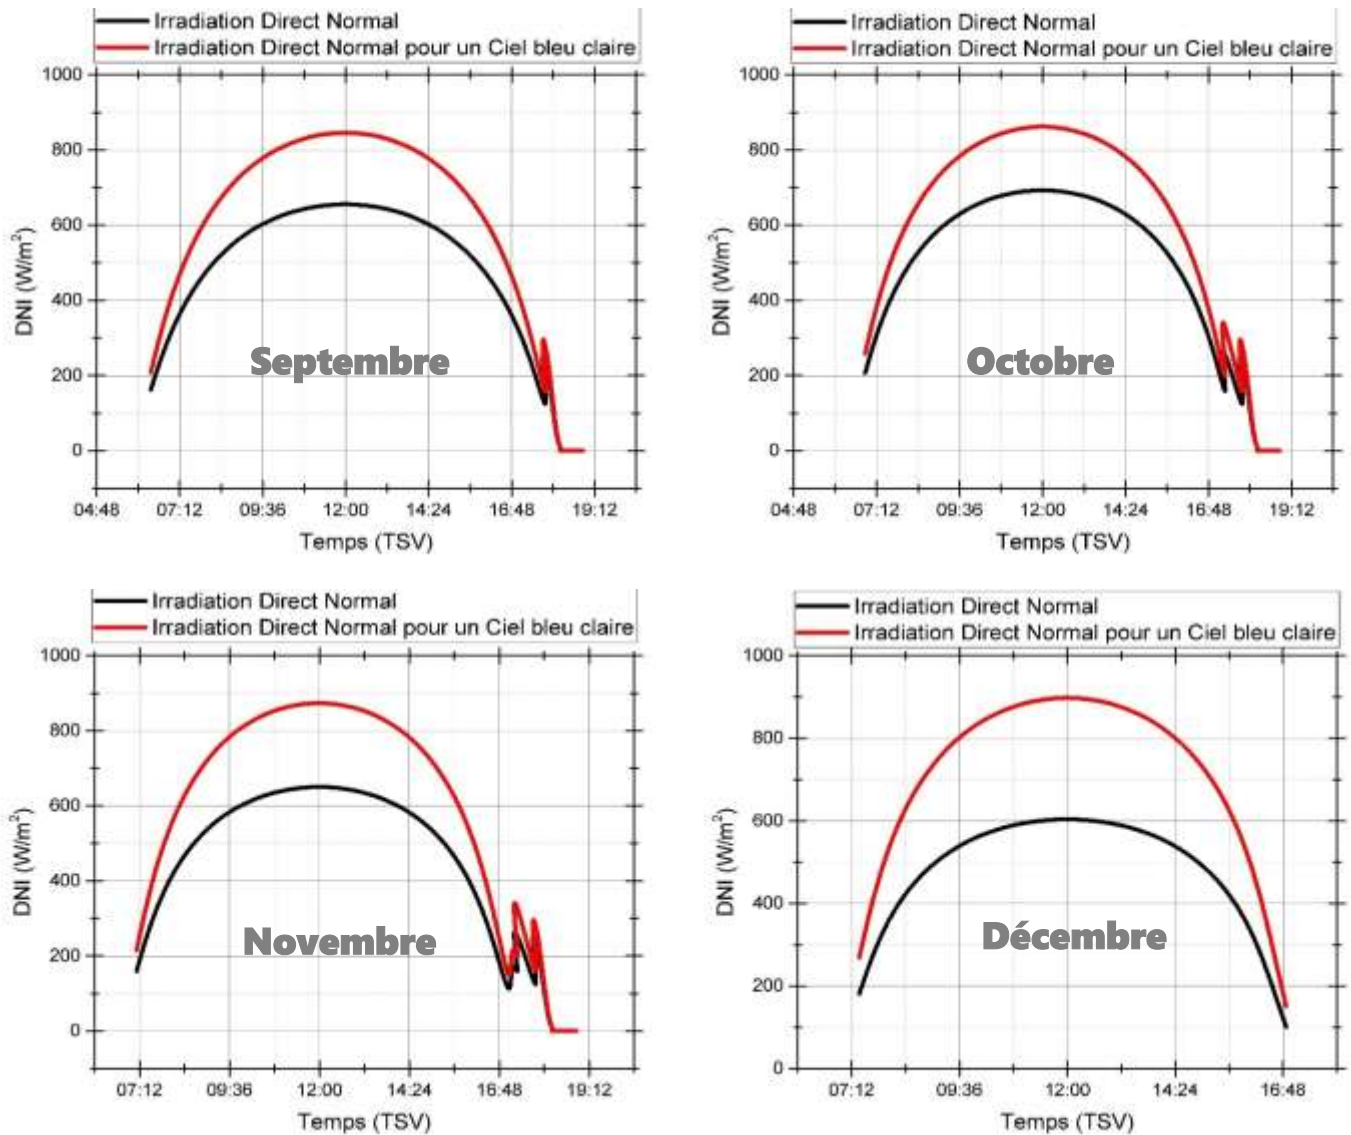 Irradiation Direct Normal
Irradiation Direct Normal pour un Ciel bleu claire
1000
800
600
400
200
0
DNI (W/m²)
Septembre
04:48 07:12 09:36 12:00 14:24 16:48 19:12
Temps (TSV)
Irradiation Direct Normal
Irradiation Direct Normal pour un Ciel bleu claire
1000
800
600
400
200
0
DNI (W/m²)
Octobre
04:48 07:12 09:36 12:00 14:24 16:48 19:12
Temps (TSV)
Irradiation Direct Normal
Irradiation Direct Normal pour un Ciel bleu claire
1000
800
600
400
200
0
DNI (W/m²)
Novembre
07:12 09:36 12:00 14:24 16:48 19:12
Temps (TSV)
Irradiation Direct Normal
Irradiation Direct Normal pour un Ciel bleu claire
1000
800
600
400
200
0
DNI (W/m²)
Décembre
07:12 09:36 12:00 14:24 16:48
Temps (TSV)